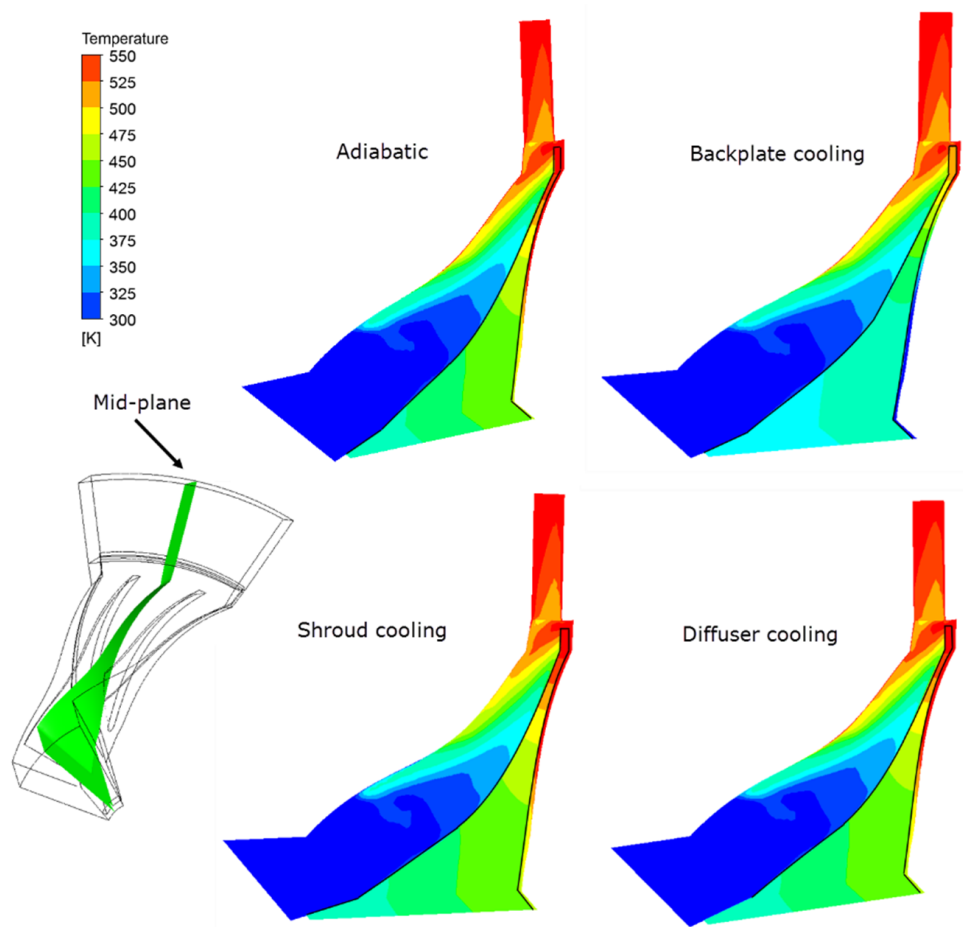 Temperature
550
525
500
475
450
425
400
375
350
325
300
[K]
Adiabatic
Backplate cooling
Mid-plane
Shroud cooling
Diffuser cooling